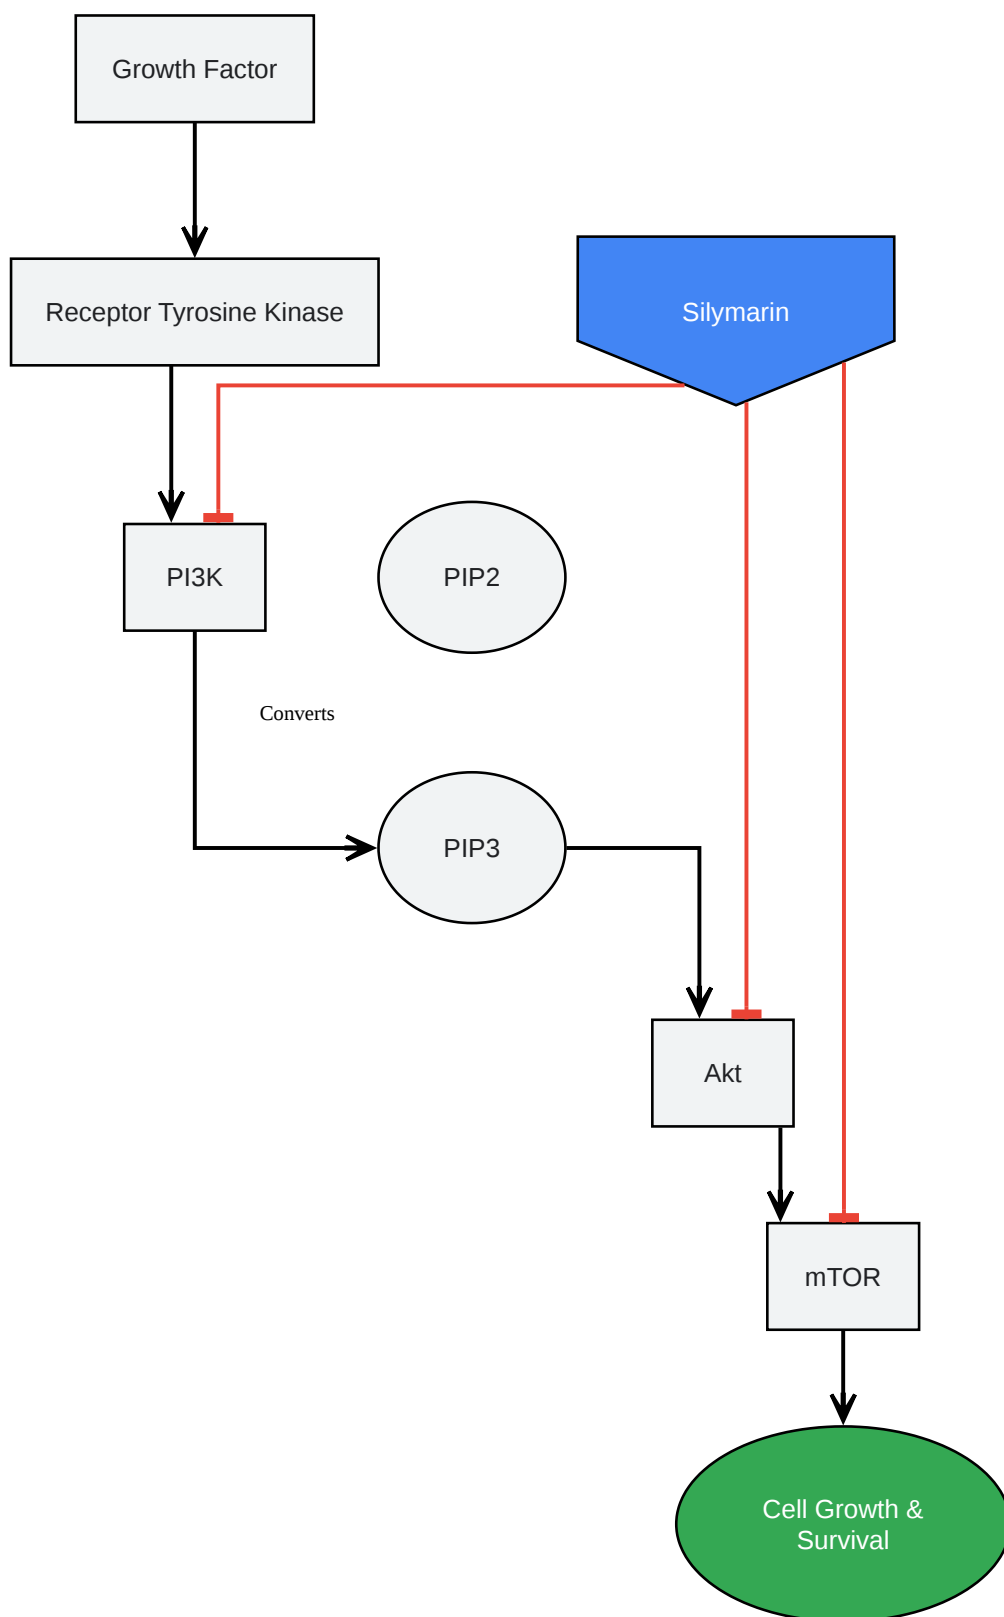 Growth Factor
Receptor Tyrosine Kinase
Silymarin
PI3K
PIP2
Converts
PIP3
Akt
mTOR
Cell Growth &
Survival